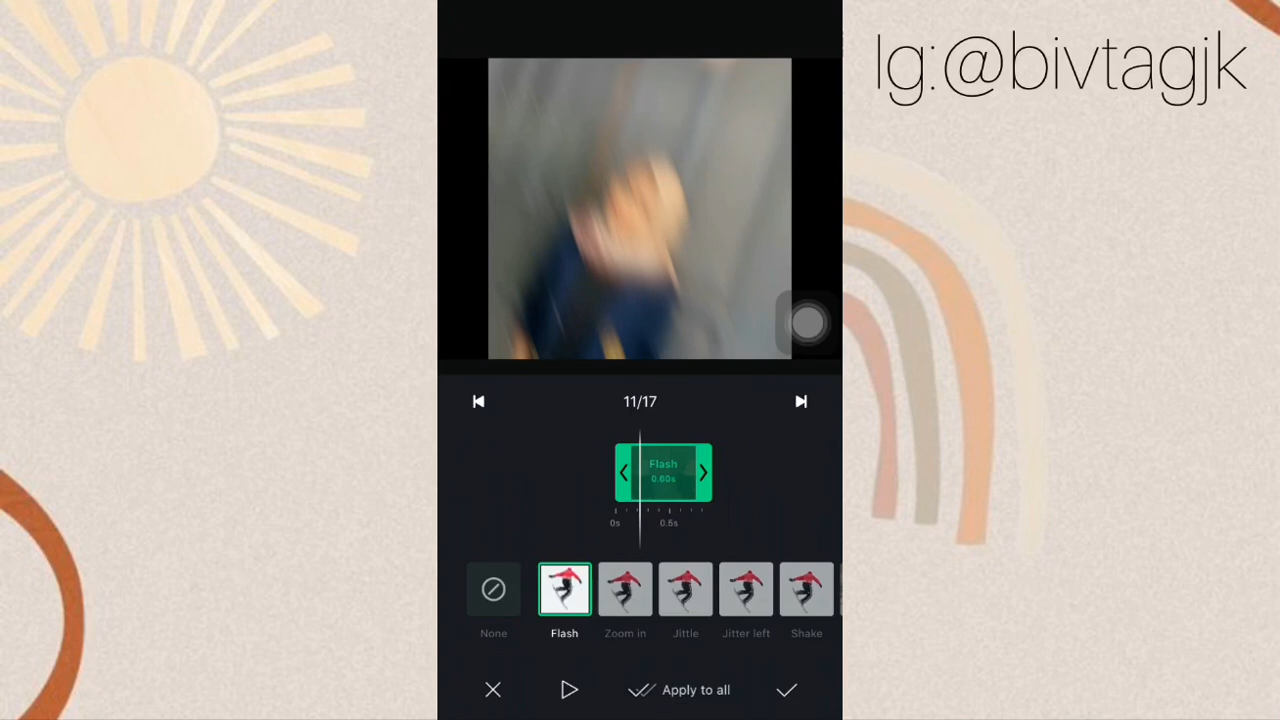 Ig:@bivtagjk
11/17
Flash
0.60s
0s 0.5s
None Flash Zoom in Jittle Jitter left Shake
Apply to all